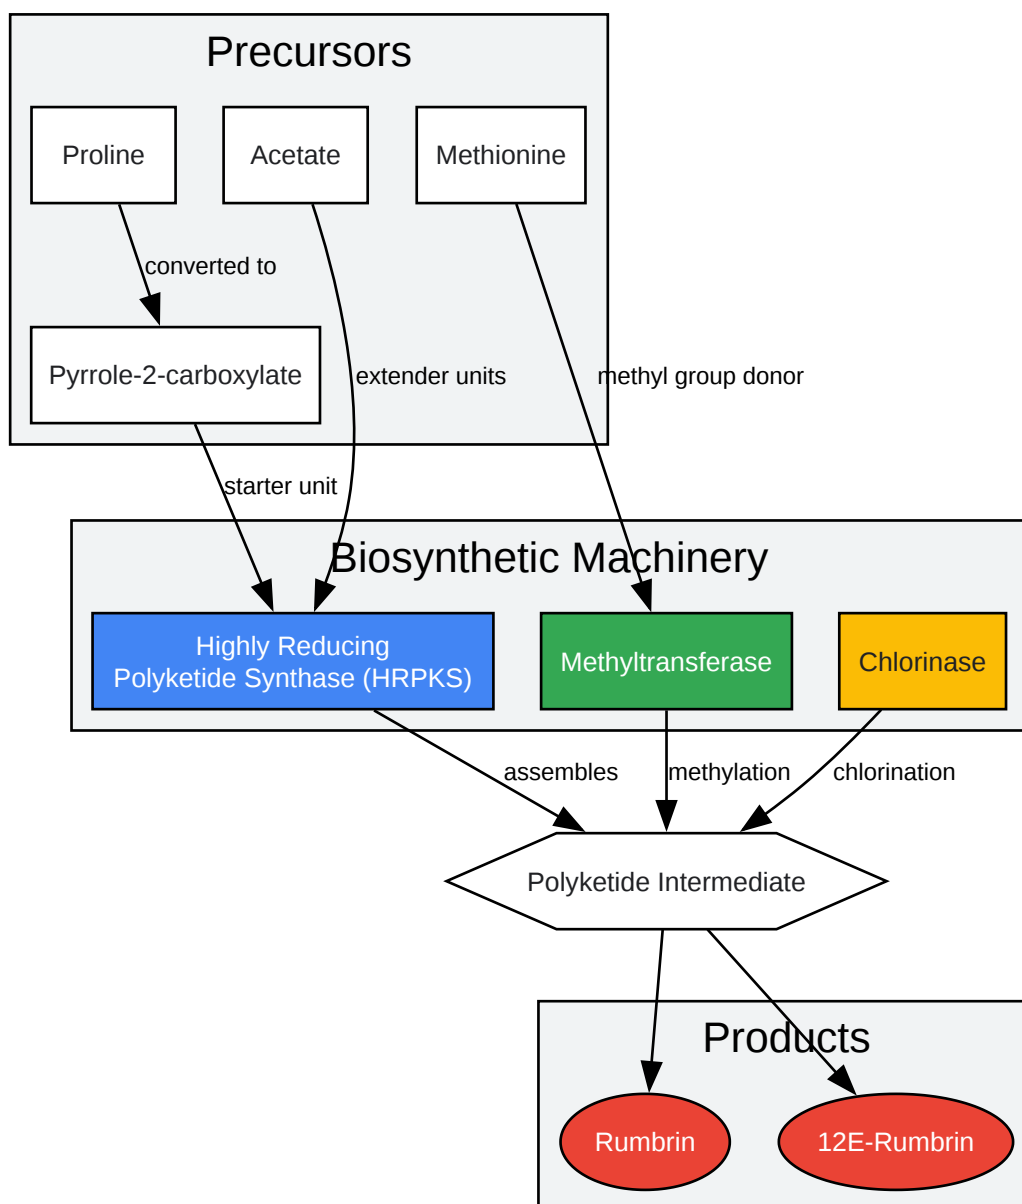 Precursors
Proline
Acetate
Methionine
converted to
Pyrrole-2-carboxylate
extender units
methyl group donor
starter unit
Biosynthetic Machinery
Highly Reducing
Polyketide Synthase (HRPKS)
Methyltransferase
Chlorinase
assembles
methylation
chlorination
Polyketide Intermediate
Products
Rumbrin
12E-Rumbrin